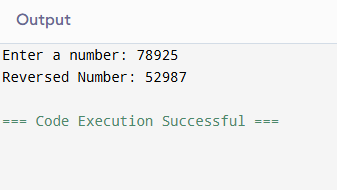 Output
Enter a number: 78925
Reversed Number: 52987
=== Code Execution Successful ===